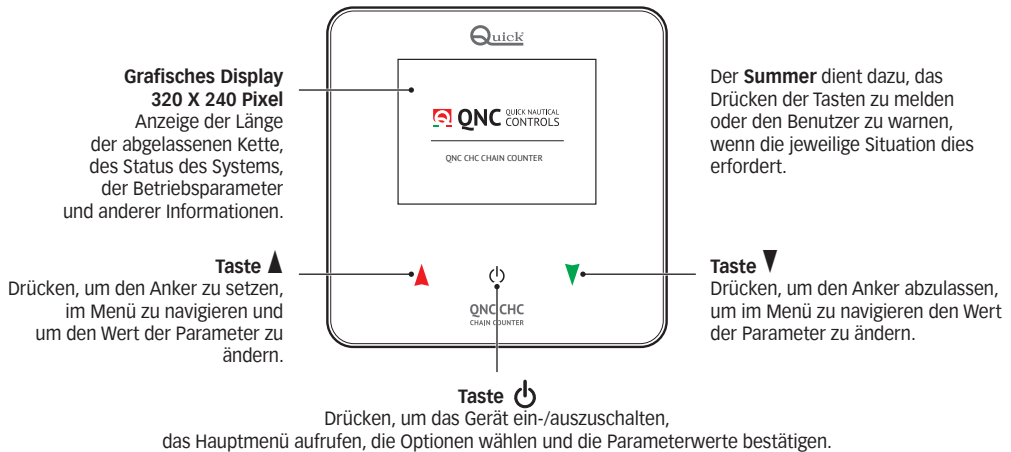 Quick
Grafisches Display
320 X 240 Pixel
Anzeige der Länge
der abgelassenen Kette,
des Status des Systems,
der Betriebsparameter
und anderer Informationen.
QNC QUICK NAUTICAL
CONTROLS
QNC CHC CHAIN COUNTER
Der Summer dient dazu, das
Drücken der Tasten zu melden
oder den Benutzer zu warnen,
wenn die jeweilige Situation dies
erfordert.
Taste ▲
Drücken, um den Anker zu setzen,
im Menü zu navigieren und
um den Wert der Parameter zu
ändern.
QNC CHC
CHAIN COUNTER
Taste ▼
Drücken, um den Anker abzulassen,
um im Menü zu navigieren den Wert
der Parameter zu ändern.
Taste ⏻
Drücken, um das Gerät ein-/auszuschalten,
das Hauptmenü aufrufen, die Optionen wählen und die Parameterwerte bestätigen.